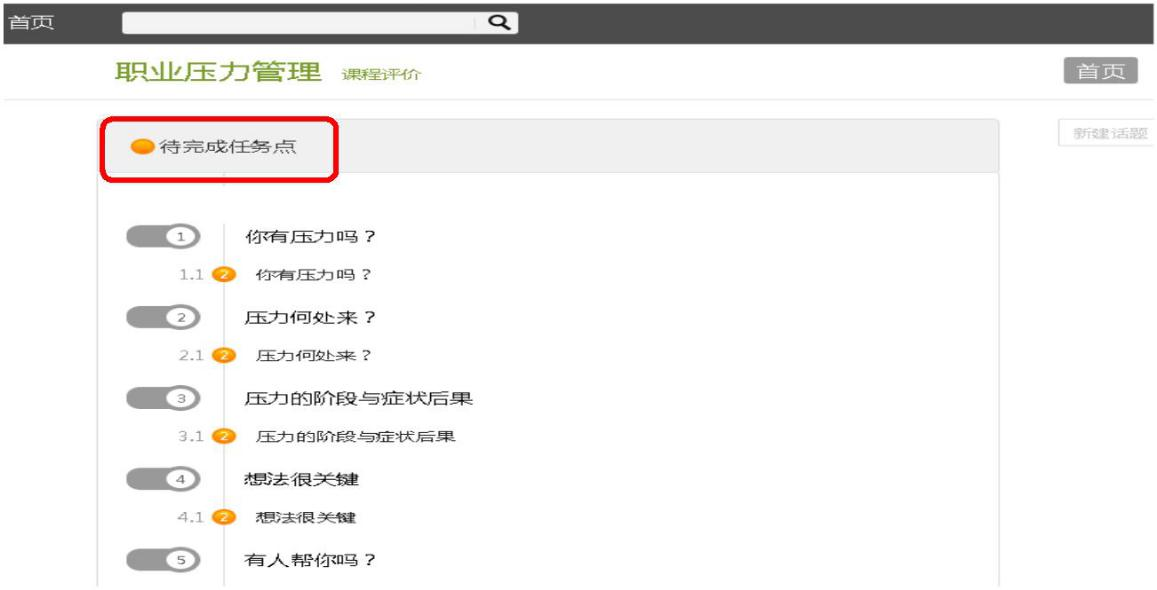 首页
职业压力管理 课程评价 首页
待完成任务点 新建话题
1 你有压力吗？
1.1 2 你有压力吗？
2 压力何处来？
2.1 2 压力何处来？
3 压力的阶段与症状后果
3.1 2 压力的阶段与症状后果
4 想法很关键
4.1 2 想法很关键
5 有人帮你吗？